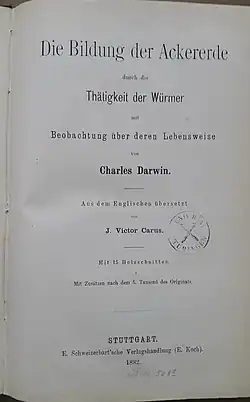 Die Bildung der Ackererde
durch die
Thätigkeit der Würmer
mit
Beobachtung über deren Lebensweise
von
Charles Darwin.
Aus dem Englischen übersetzt
von
J. Victor Carus.
Mit 15 Holzschnitten.
Mit Zusätzen nach dem 5. Tausend des Originals.
STUTTGART.
E. Schweizerbart'sche Verlagshandlung (E. Koch).
1882.